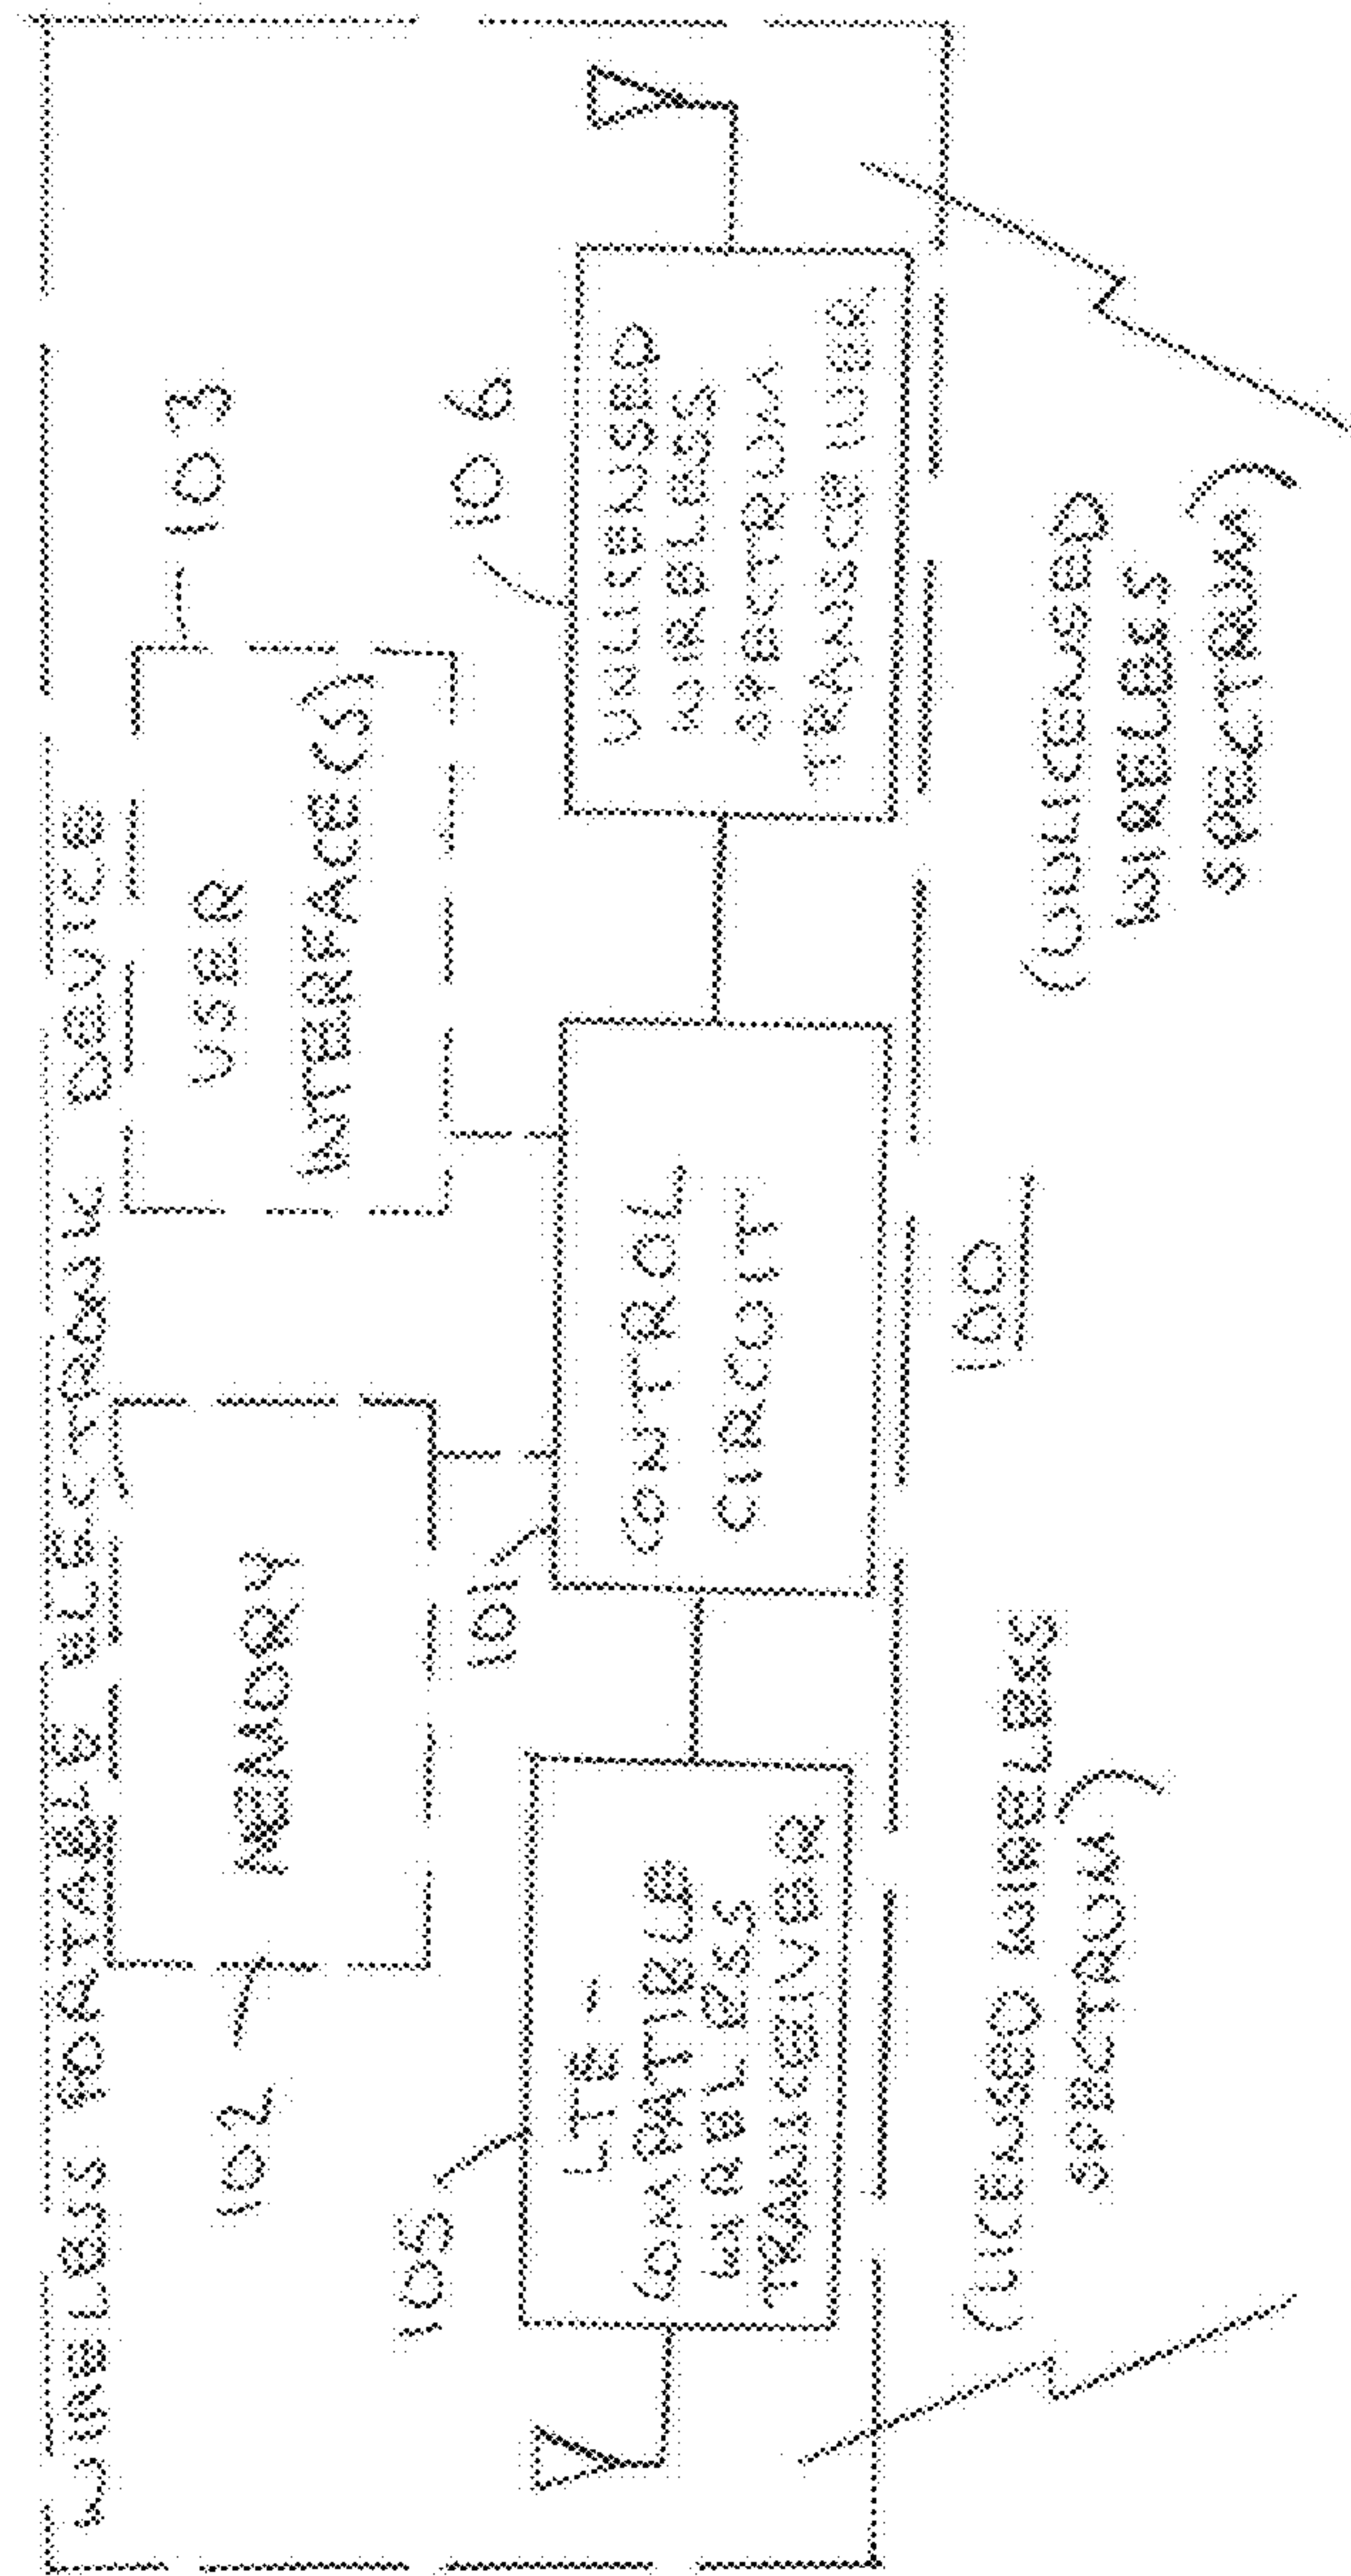 WIRELESS PORTABLE ELECTRONIC DEVICE
102
MEMORY
USER
INTERFACE(S)
103
105
LTE -
COMPATIBLE
WIRELESS
TRANSCEIVER
101
CONTROL
CIRCUIT
106
UNLICENSED
WIRELESS
SPECTRUM
TRANSCEIVER
100
(LICENSED WIRELESS
SPECTRUM)
(UNLICENSED
WIRELESS
SPECTRUM)